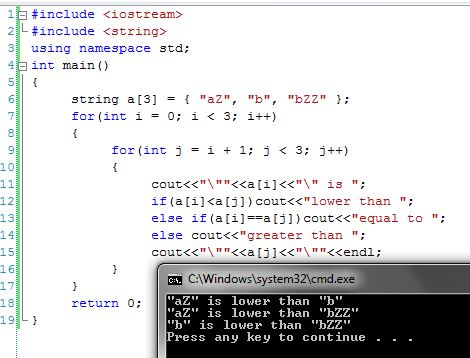 1 #include <iostream>
2 #include <string>
3 using namespace std;
4 int main()
5 {
6 string a[3] = { "aZ", "b", "bZZ" };
7 for(int i = 0; i < 3; i++)
8 {
9 for(int j = i + 1; j < 3; j++)
10 {
11 cout<<"\""<<a[i]<<"\" is ";
12 if(a[i]<a[j])cout<<"lower than ";
13 else if(a[i]==a[j])cout<<"equal to ";
14 else cout<<"greater than ";
15 cout<<"\""<<a[j]<<"\""<<endl;
16 }
17 }
18 return 0;
19 }
C:\Windows\system32\cmd.exe
"aZ" is lower than "b"
"aZ" is lower than "bZZ"
"b" is lower than "bZZ"
Press any key to continue . . .